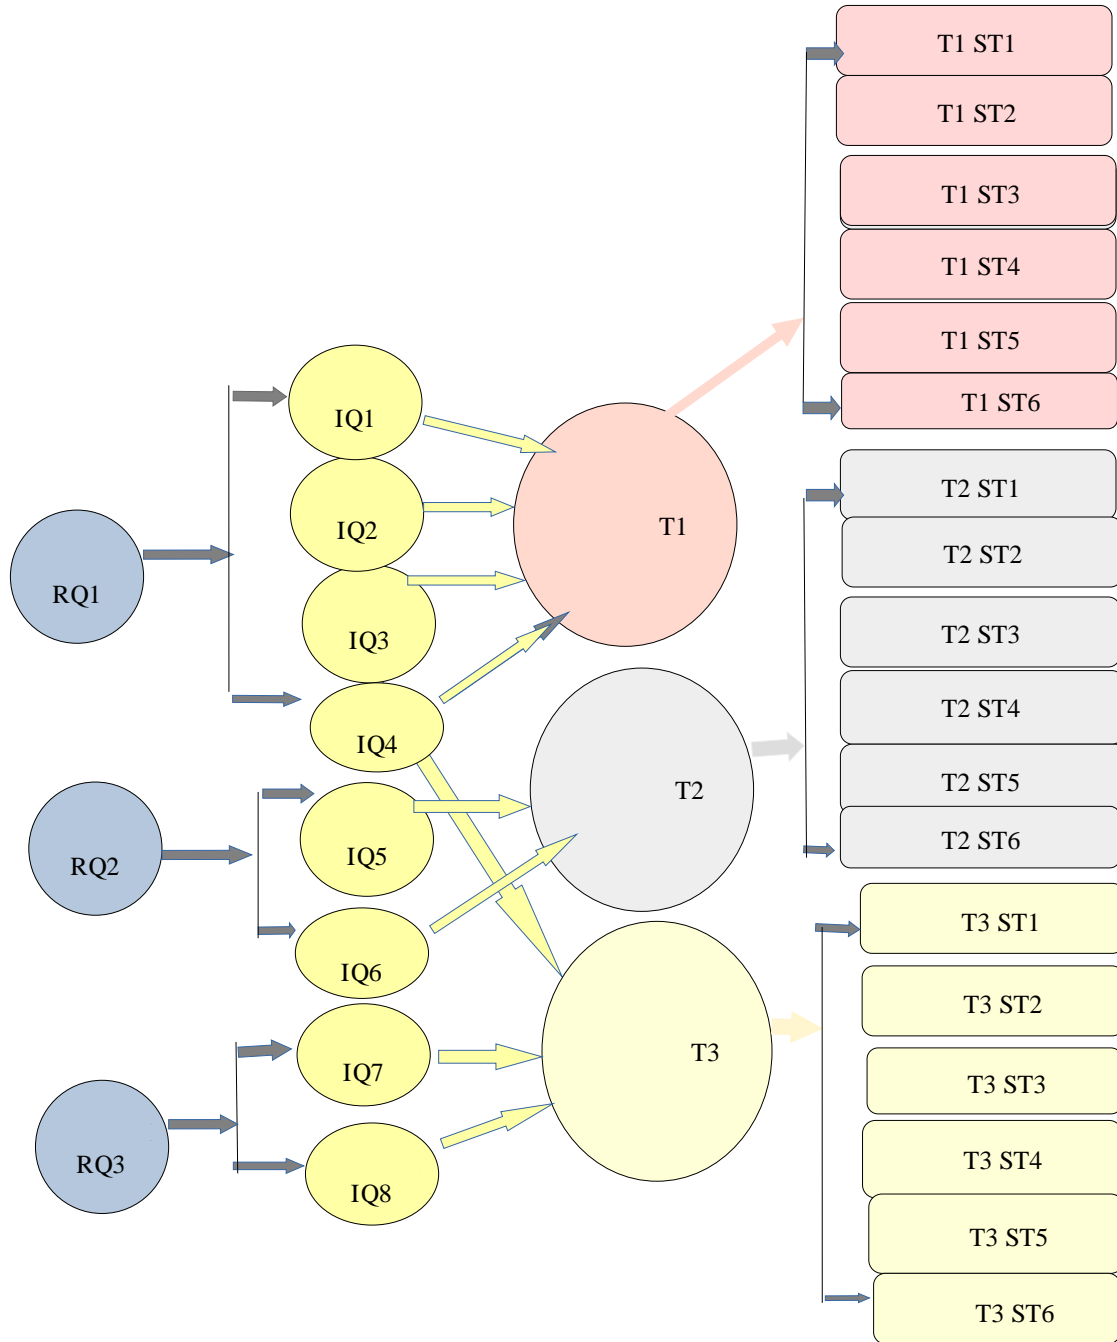 RQ1
RQ2
RQ3
IQ1
IQ2
IQ3
IQ4
IQ5
IQ6
IQ7
IQ8
T1
T2
T3
T1 ST1
T1 ST2
T1 ST3
T1 ST4
T1 ST5
T1 ST6
T2 ST1
T2 ST2
T2 ST3
T2 ST4
T2 ST5
T2 ST6
T3 ST1
T3 ST2
T3 ST3
T3 ST4
T3 ST5
T3 ST6